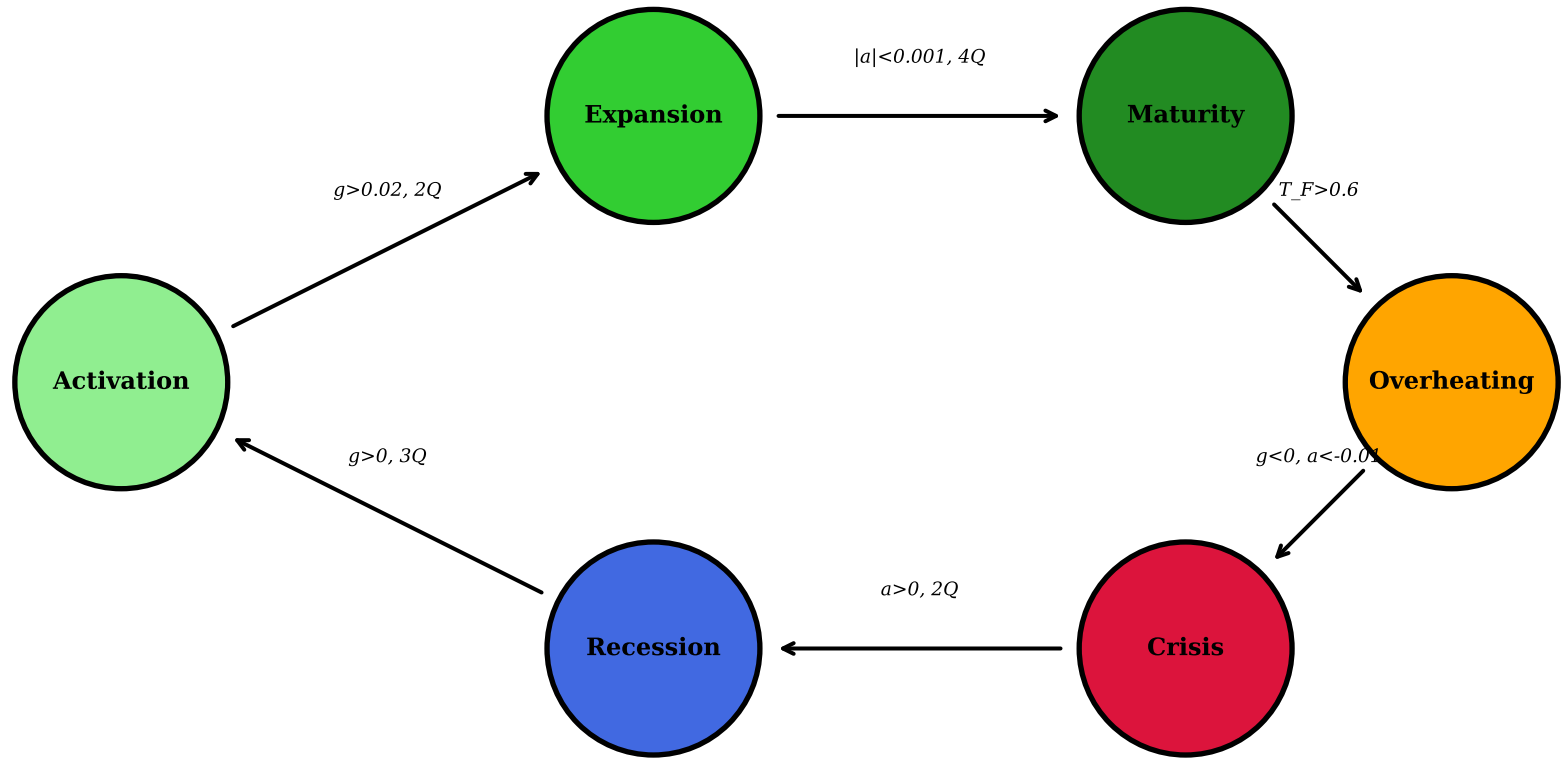 Expansion
|a|<0.001, 4Q
Maturity
g>0.02, 2Q
T_F>0.6
Activation
Overheating
g>0, 3Q
g<0, a<-0.01
a>0, 2Q
Recession
Crisis